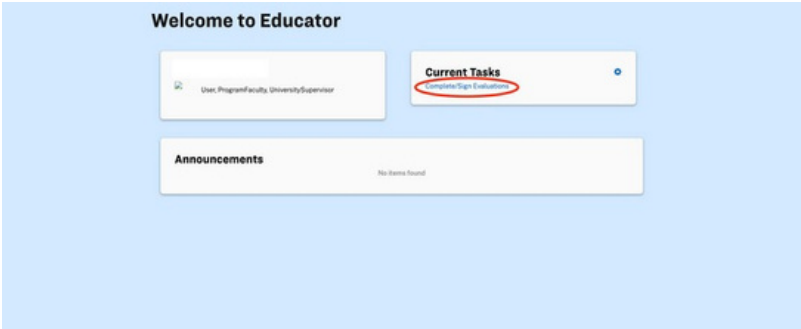 Welcome to Educator
User, ProgramFaculty, UniversitySupervisor
Current Tasks
Complete/Sign Evaluations
Announcements
No items found